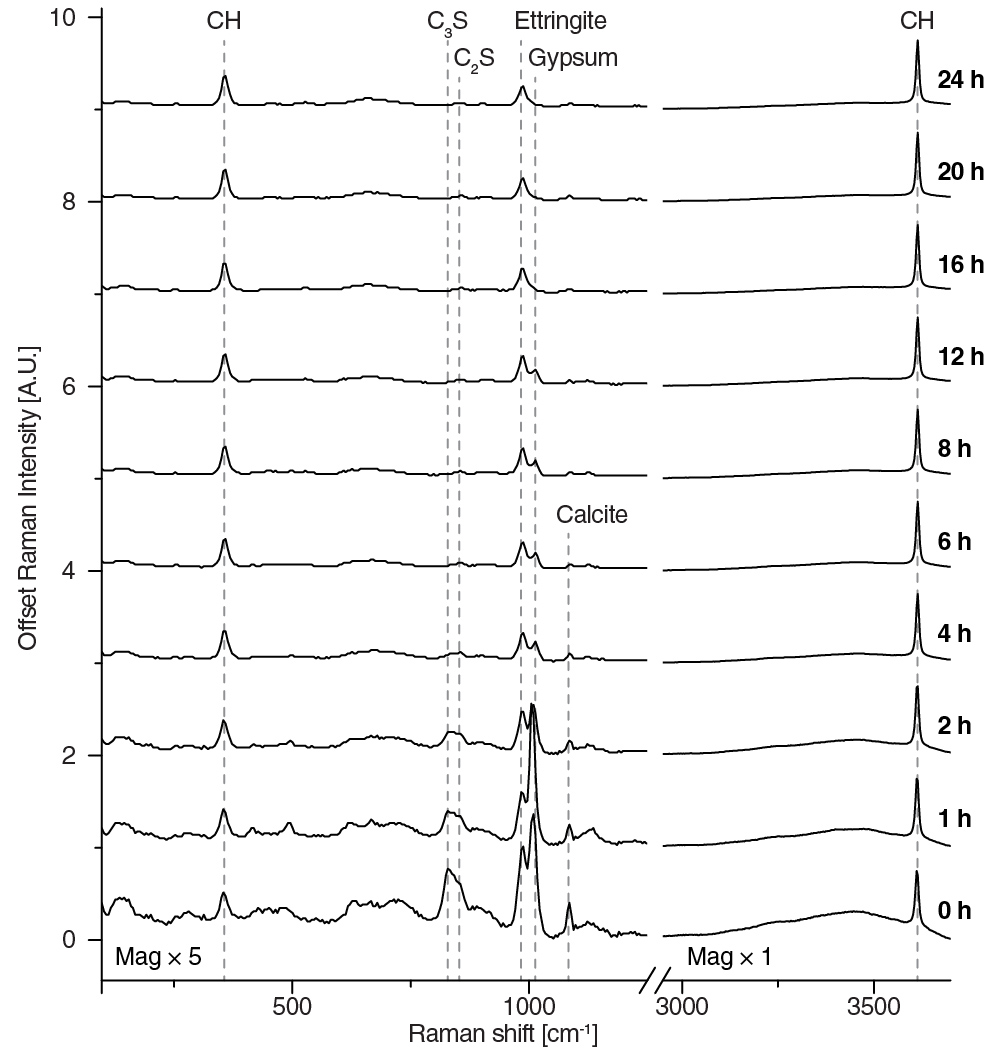 10
CH
C₃S
Ettringite
CH
C₂S
Gypsum
24 h
20 h
8
16 h
12 h
6
8 h
Calcite
6 h
4
4 h
2 h
2
1 h
0 h
0
Offset Raman Intensity [A.U.]
Mag × 5
Mag × 1
500
1000
3000
3500
Raman shift [cm⁻¹]